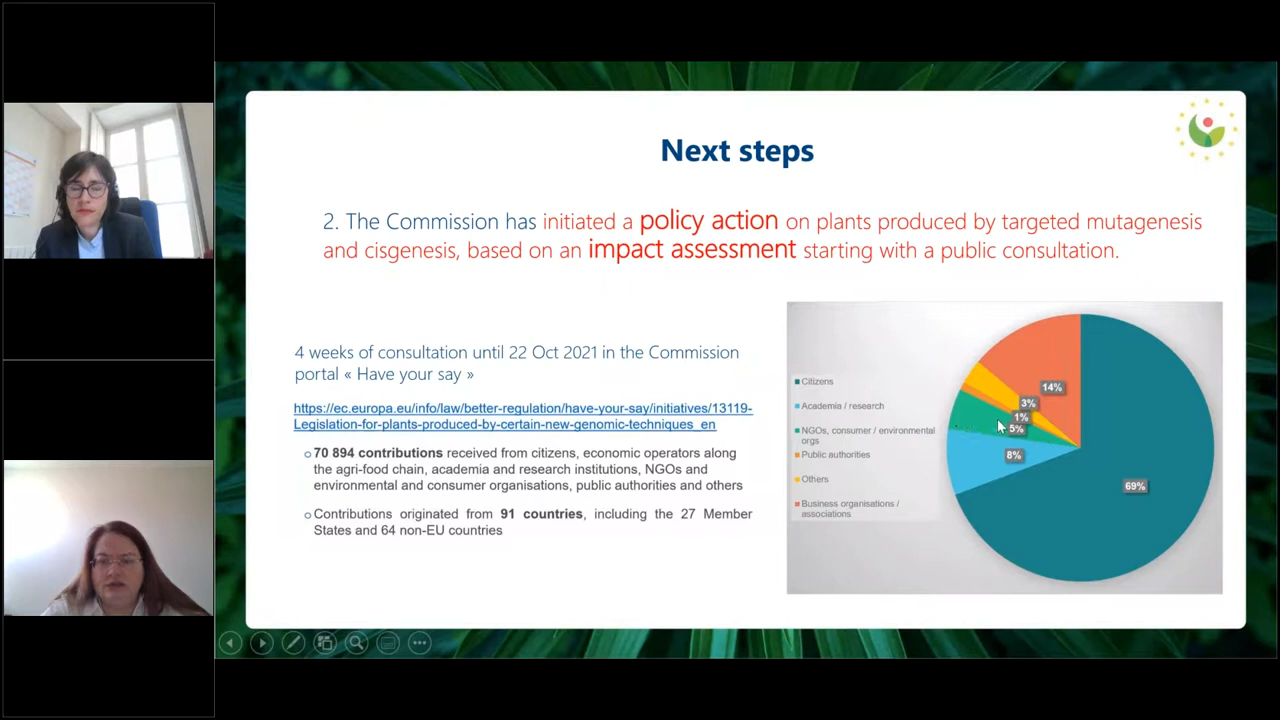 Next steps
2. The Commission has initiated a policy action on plants produced by targeted mutagenesis
and cisgenesis, based on an impact assessment starting with a public consultation.
4 weeks of consultation until 22 Oct 2021 in the Commission
portal « Have your say »
https://ec.europa.eu/info/law/better-regulation/have-your-say/initiatives/13119-
Legislation-for-plants-produced-by-certain-new-genomic-techniques_en
70 894 contributions received from citizens, economic operators along
the agri-food chain, academia and research institutions, NGOs and
environmental and consumer organisations, public authorities and others
Contributions originated from 91 countries, including the 27 Member
States and 64 non-EU countries
Citizens
Academia / research
NGOs, consumer / environmental
orgs
Public authorities
Others
Business organisations /
associations
14%
3%
1%
5%
8%
69%